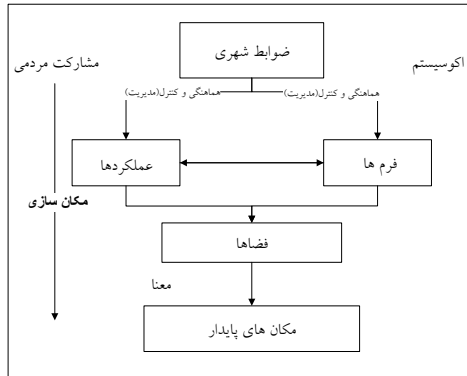 ضوابط شهری
اکوسیستم
مشارکت مردمی
هماهنگی و کنترل(مدیریت)
هماهنگی و کنترل(مدیریت)
فرم ها
عملکردها
مکان سازی
فضاها
معنا
مکان های پایدار